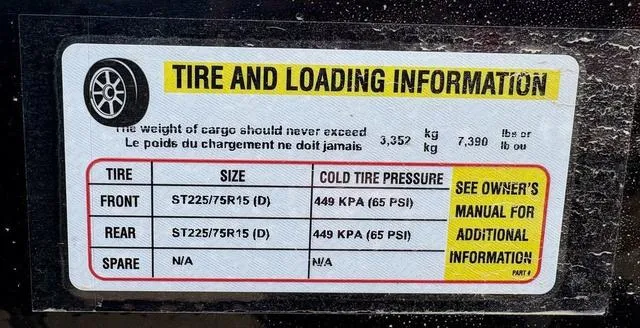 TIRE AND LOADING INFORMATION
The weight of cargo should never exceed 3,352 kg 7,390 lbs or
Le poids du chargement ne doit jamais kg lb ou
TIRE SIZE COLD TIRE PRESSURE
FRONT ST225/75R15 (D) 449 KPA (65 PSI)
REAR ST225/75R15 (D) 449 KPA (65 PSI)
SPARE N/A N/A
SEE OWNER'S
MANUAL FOR
ADDITIONAL
INFORMATION
PART #